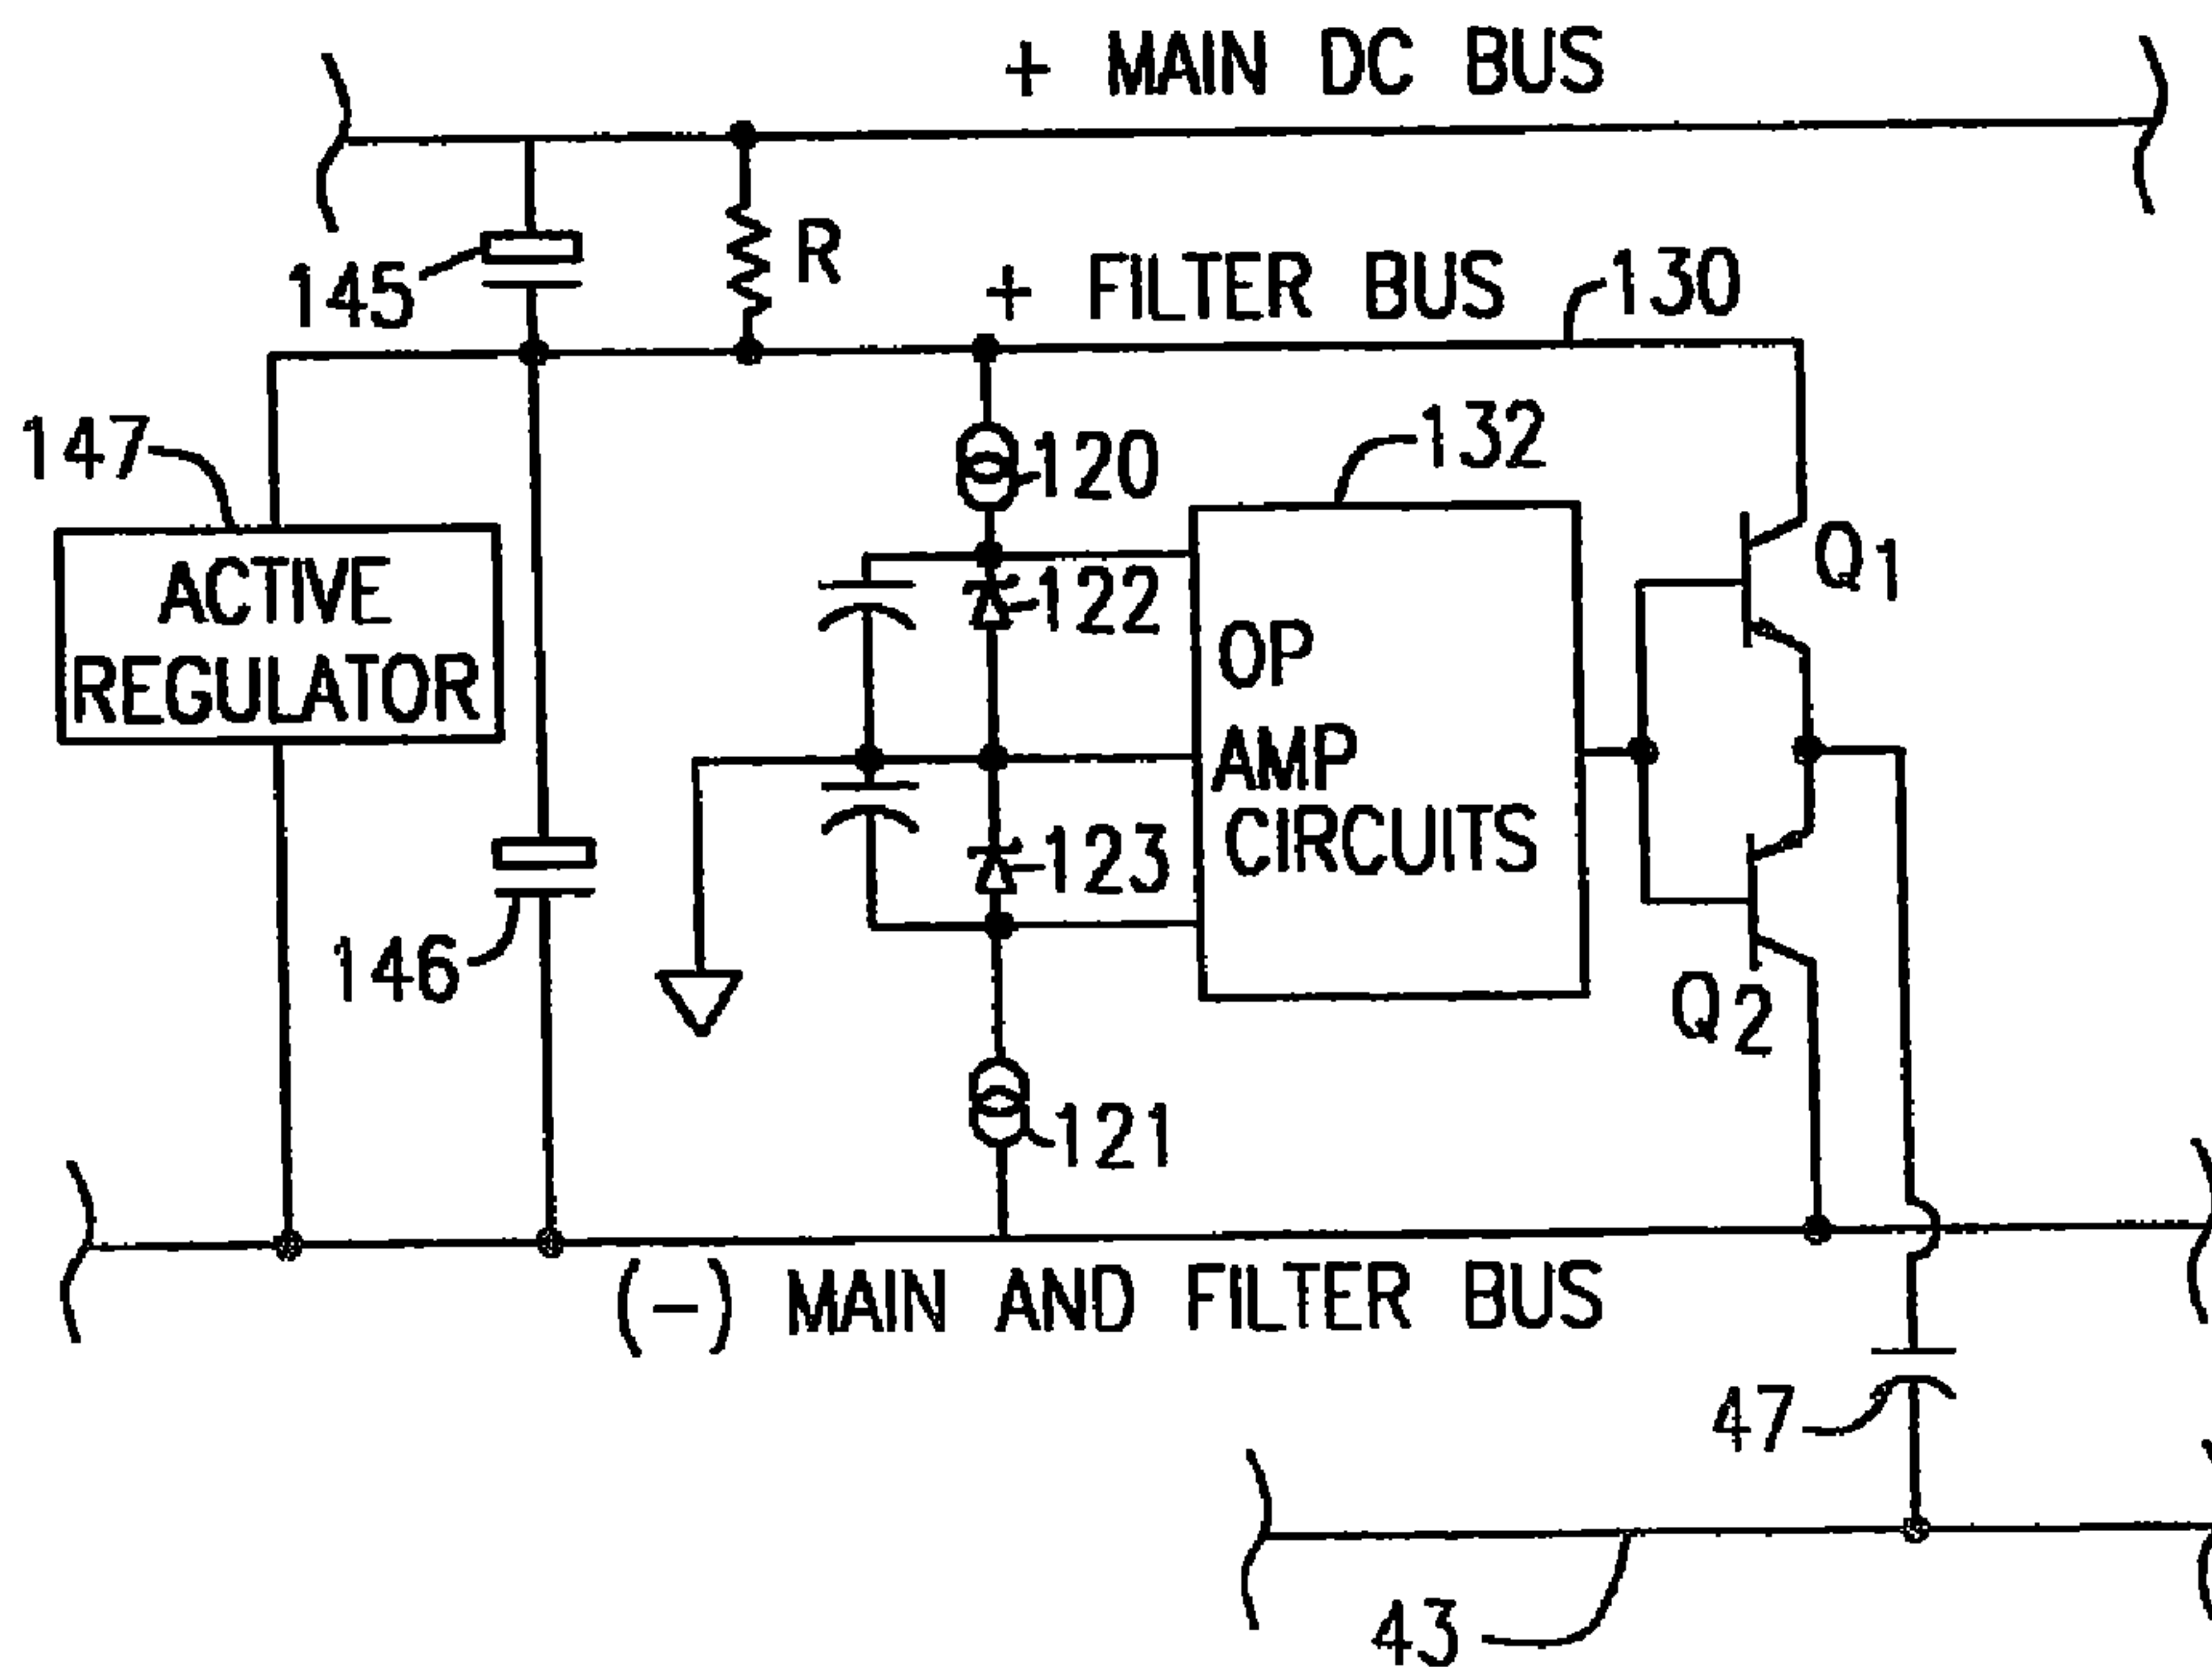 + MAIN DC BUS
145
R
+ FILTER BUS
130
147
120
132
ACTIVE
REGULATOR
122
OP
AMP
CIRCUITS
Q1
123
146
Q2
121
(-) MAIN AND FILTER BUS
47
43